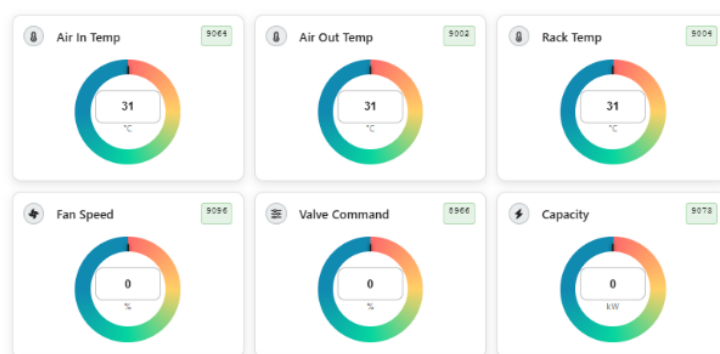 Air In Temp 9064
31
°C
Air Out Temp 9002
31
°C
Rack Temp 9004
31
°C
Fan Speed 9096
0
%
Valve Command 8966
0
%
Capacity 9078
0
kW